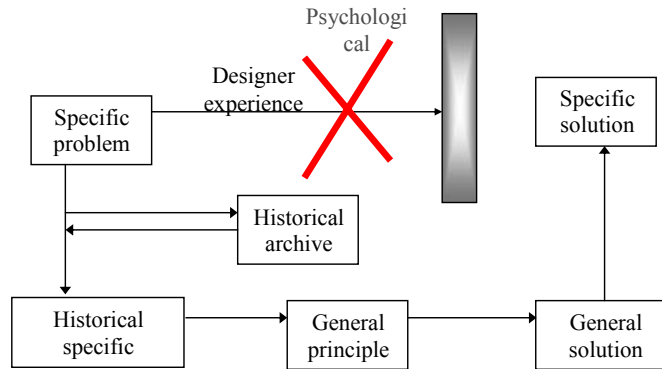 Psychologi
cal
Designer
experience
Specific
problem
Specific
solution
Historical
archive
Historical
specific
General
principle
General
solution